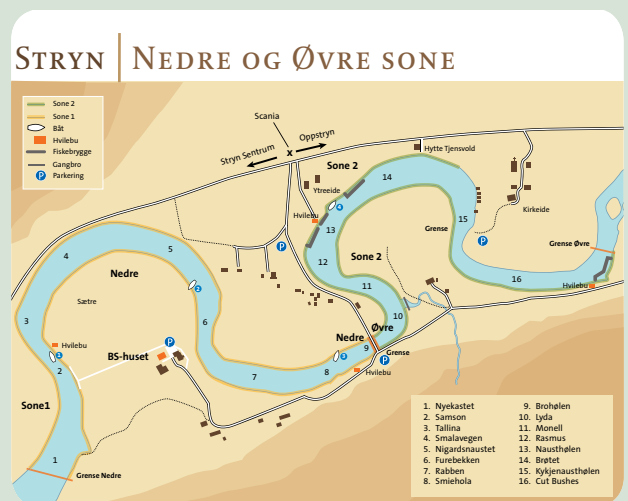 STRYN | NEDRE OG ØVRE SONE
Sone 2
Sone 1
Båt
Hvilebu
Fiskebrygge
Gangbro
P Parkering
Scania
x
Stryn Sentrum
Oppstryn
Sone 2
Hytte Tjensvold
14
Ytreeide
4
Hvilebu
13
15
Kirkeide
Grense
P
P
Grense Øvre
12
Sone 2
11
16
Hvilebu
4
5
Nedre
2
Sætre
6
10
3
Øvre
Nedre
9
Grense
P
Hvilebu
1
P
BS-huset
3
2
7
8
Hvilebu
Sone1
1
Grense Nedre
1. Nyekastet
2. Samson
3. Tallina
4. Smalavegen
5. Nigardsnaustet
6. Furebekken
7. Rabben
8. Smiehola
9. Brohølen
10. Lyda
11. Monell
12. Rasmus
13. Nausthølen
14. Brøtet
15. Kykjenausthølen
16. Cut Bushes